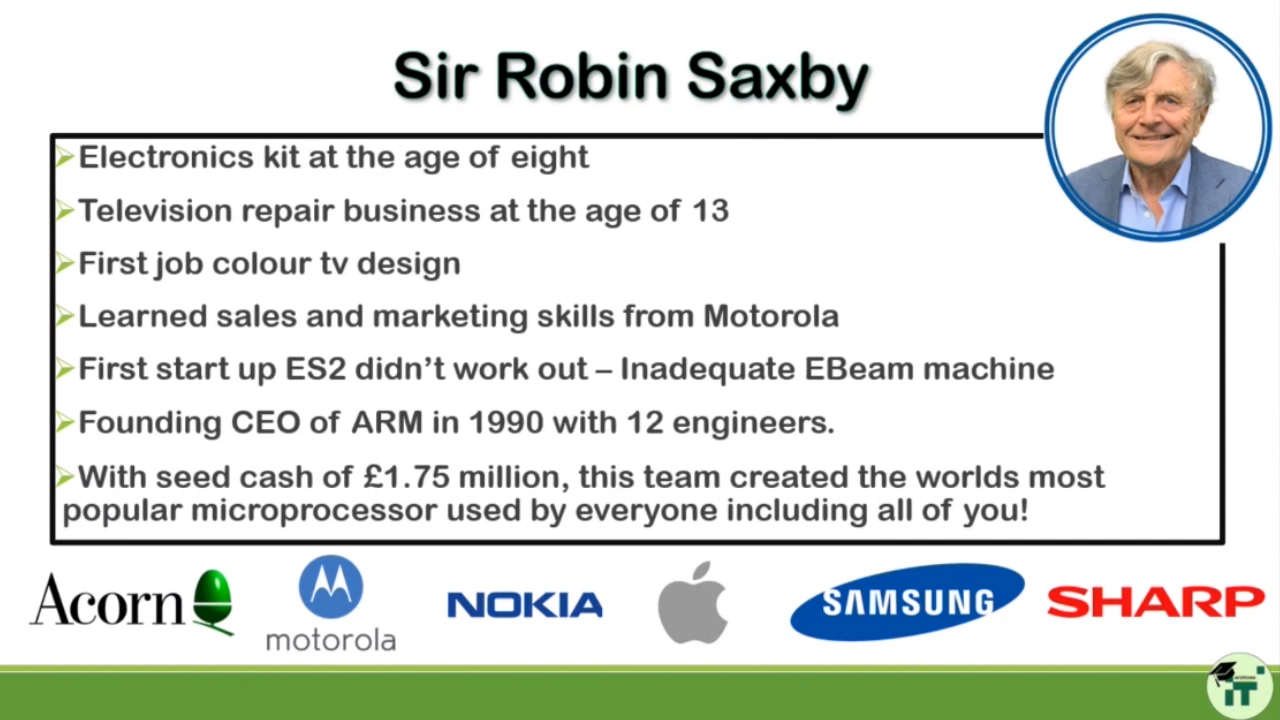 Sir Robin Saxby
Electronics kit at the age of eight
Television repair business at the age of 13
First job colour tv design
Learned sales and marketing skills from Motorola
First start up ES2 didn’t work out – Inadequate EBeam machine
Founding CEO of ARM in 1990 with 12 engineers.
With seed cash of £1.75 million, this team created the worlds most
popular microprocessor used by everyone including all of you!
Acorn
motorola
NOKIA
SAMSUNG
SHARP
archives
iT